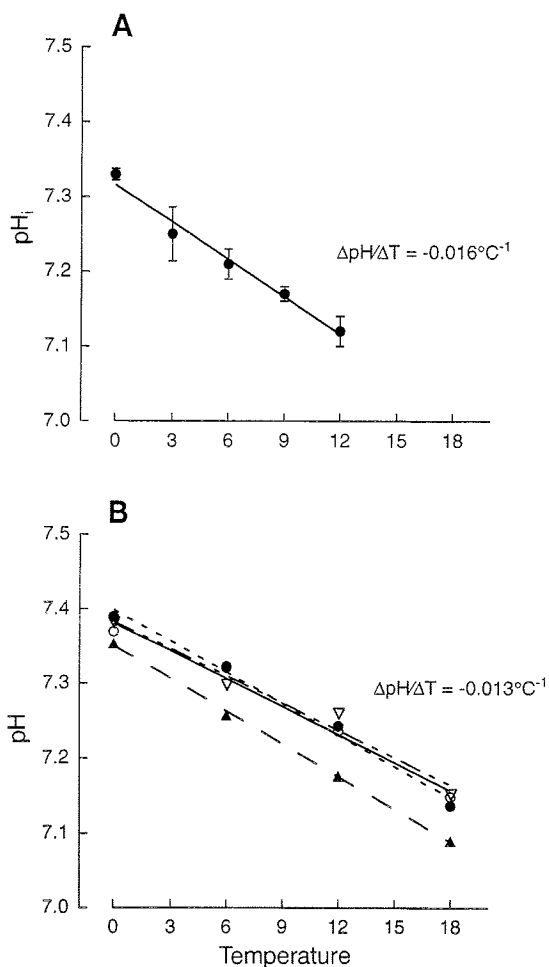 A
7.5
7.4
7.3
7.2
7.1
7.0
pHi
ΔpH/ΔT = -0.016°C-1
0 3 6 9 12 15 18
B
7.5
7.4
7.3
7.2
7.1
7.0
pH
ΔpH/ΔT = -0.013°C-1
0 3 6 9 12 15 18
Temperature